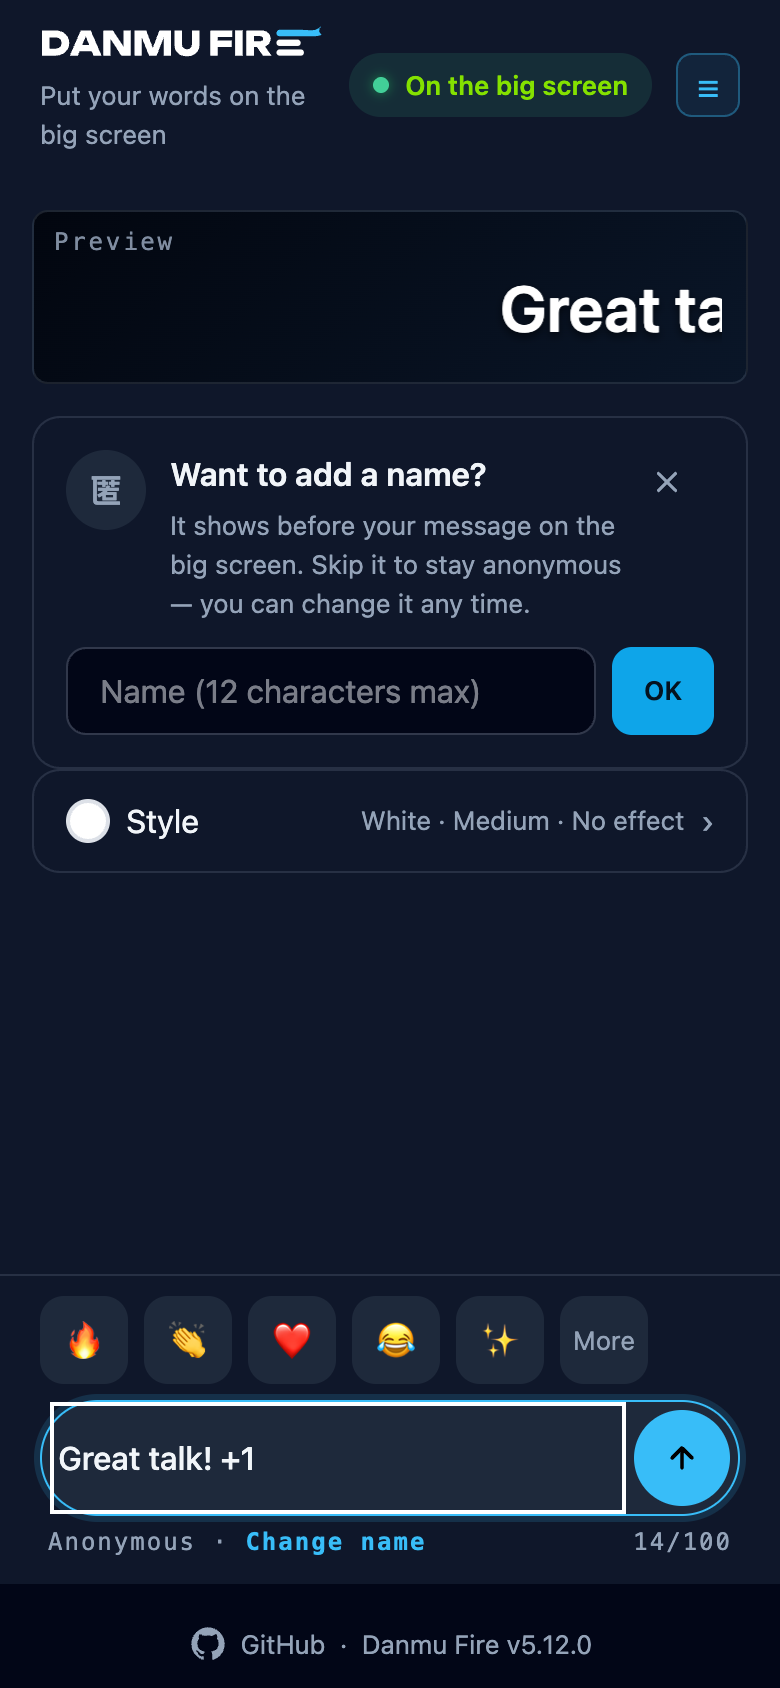 DANMU FIRE
Put your words on the
big screen
On the big screen
Preview
Great ta
匿
Want to add a name?
It shows before your message on the
big screen. Skip it to stay anonymous
— you can change it any time.
Name (12 characters max)
OK
Style
White · Medium · No effect ›
More
Great talk! +1
Anonymous · Change name
14/100
GitHub · Danmu Fire v5.12.0